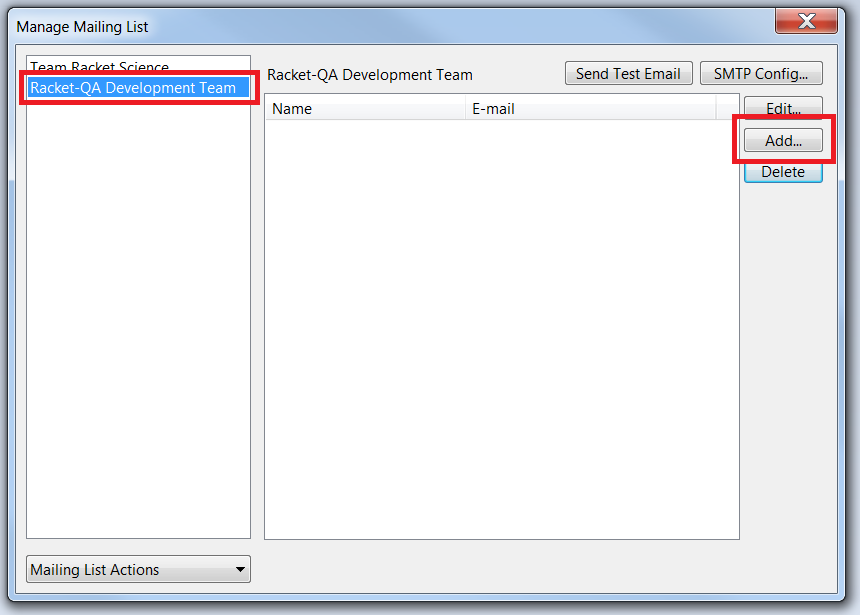 Manage Mailing List
Team Racket Science
Racket-QA Development Team
Racket-QA Development Team
Send Test Email
SMTP Config...
Name
E-mail
Edit...
Add...
Delete
Mailing List Actions